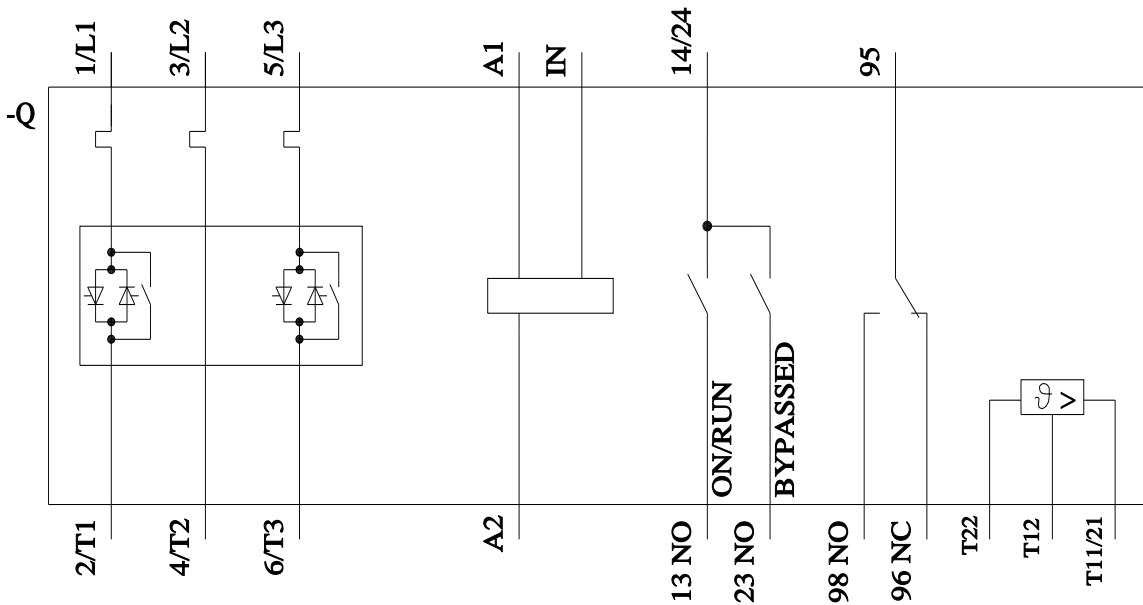 1/L1
3/L2
5/L3
A1
IN
14/24
95
-Q
ON/RUN
BYPASSED
ϑ >
2/T1
4/T2
6/T3
A2
13 NO
23 NO
98 NO
96 NC
T22
T12
T11/21